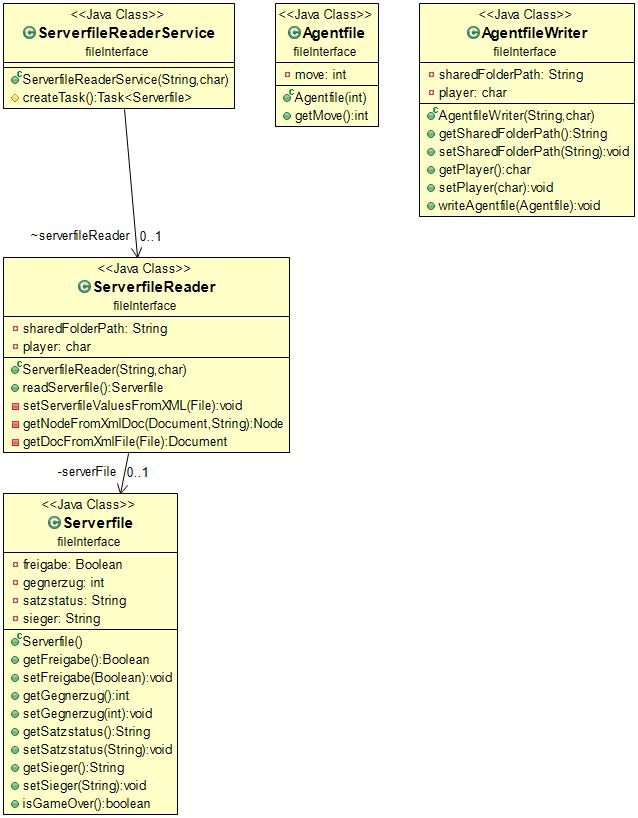 <<Java Class>>
ServerfileReaderService
fileInterface
ServerfileReaderService(String,char)
createTask():Task<Serverfile>
<<Java Class>>
Agentfile
fileInterface
move: int
Agentfile(int)
getMove():int
<<Java Class>>
AgentfileWriter
fileInterface
sharedFolderPath: String
player: char
AgentfileWriter(String,char)
getSharedFolderPath():String
setSharedFolderPath(String):void
getPlayer():char
setPlayer(char):void
writeAgentfile(Agentfile):void
~serverfileReader 0..1
<<Java Class>>
ServerfileReader
fileInterface
sharedFolderPath: String
player: char
ServerfileReader(String,char)
readServerfile():Serverfile
setServerfileValuesFromXML(File):void
getNodeFromXmlDoc(Document,String):Node
getDocFromXmlFile(File):Document
-serverFile 0..1
<<Java Class>>
Serverfile
fileInterface
freigabe: Boolean
gegnerzug: int
satzstatus: String
sieger: String
Serverfile()
getFreigabe():Boolean
setFreigabe(Boolean):void
getGegnerzug():int
setGegnerzug(int):void
getSatzstatus():String
setSatzstatus(String):void
getSieger():String
setSieger(String):void
isGameOver():boolean